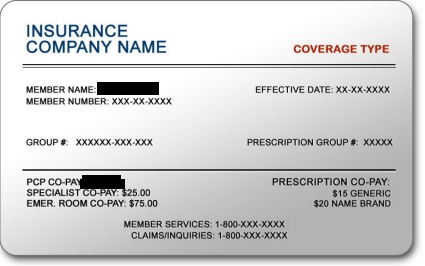 INSURANCE
COMPANY NAME
COVERAGE TYPE
MEMBER NAME:
EFFECTIVE DATE: XX-XX-XXXX
MEMBER NUMBER: XXX-XX-XXXX
GROUP #: XXXXXX-XXX-XXX
PRESCRIPTION GROUP #: XXXXX
PCP CO-PAY
PRESCRIPTION CO-PAY:
SPECIALIST CO-PAY: $25.00
$15 GENERIC
EMER. ROOM CO-PAY: $75.00
$20 NAME BRAND
MEMBER SERVICES: 1-800-XXX-XXXX
CLAIMS/INQUIRIES: 1-800-XXX-XXXX